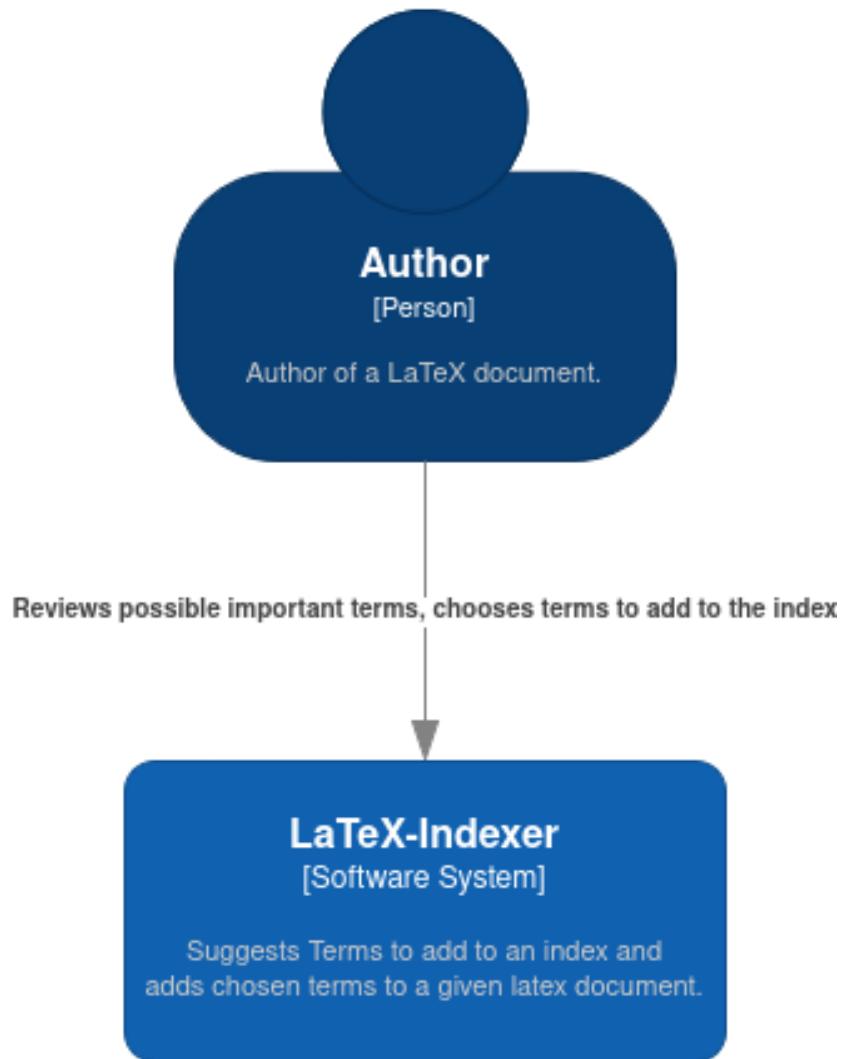 Author
[Person]
Author of a LaTeX document.
Reviews possible important terms, chooses terms to add to the index
LaTeX-Indexer
[Software System]
Suggests Terms to add to an index and
adds chosen terms to a given latex document.